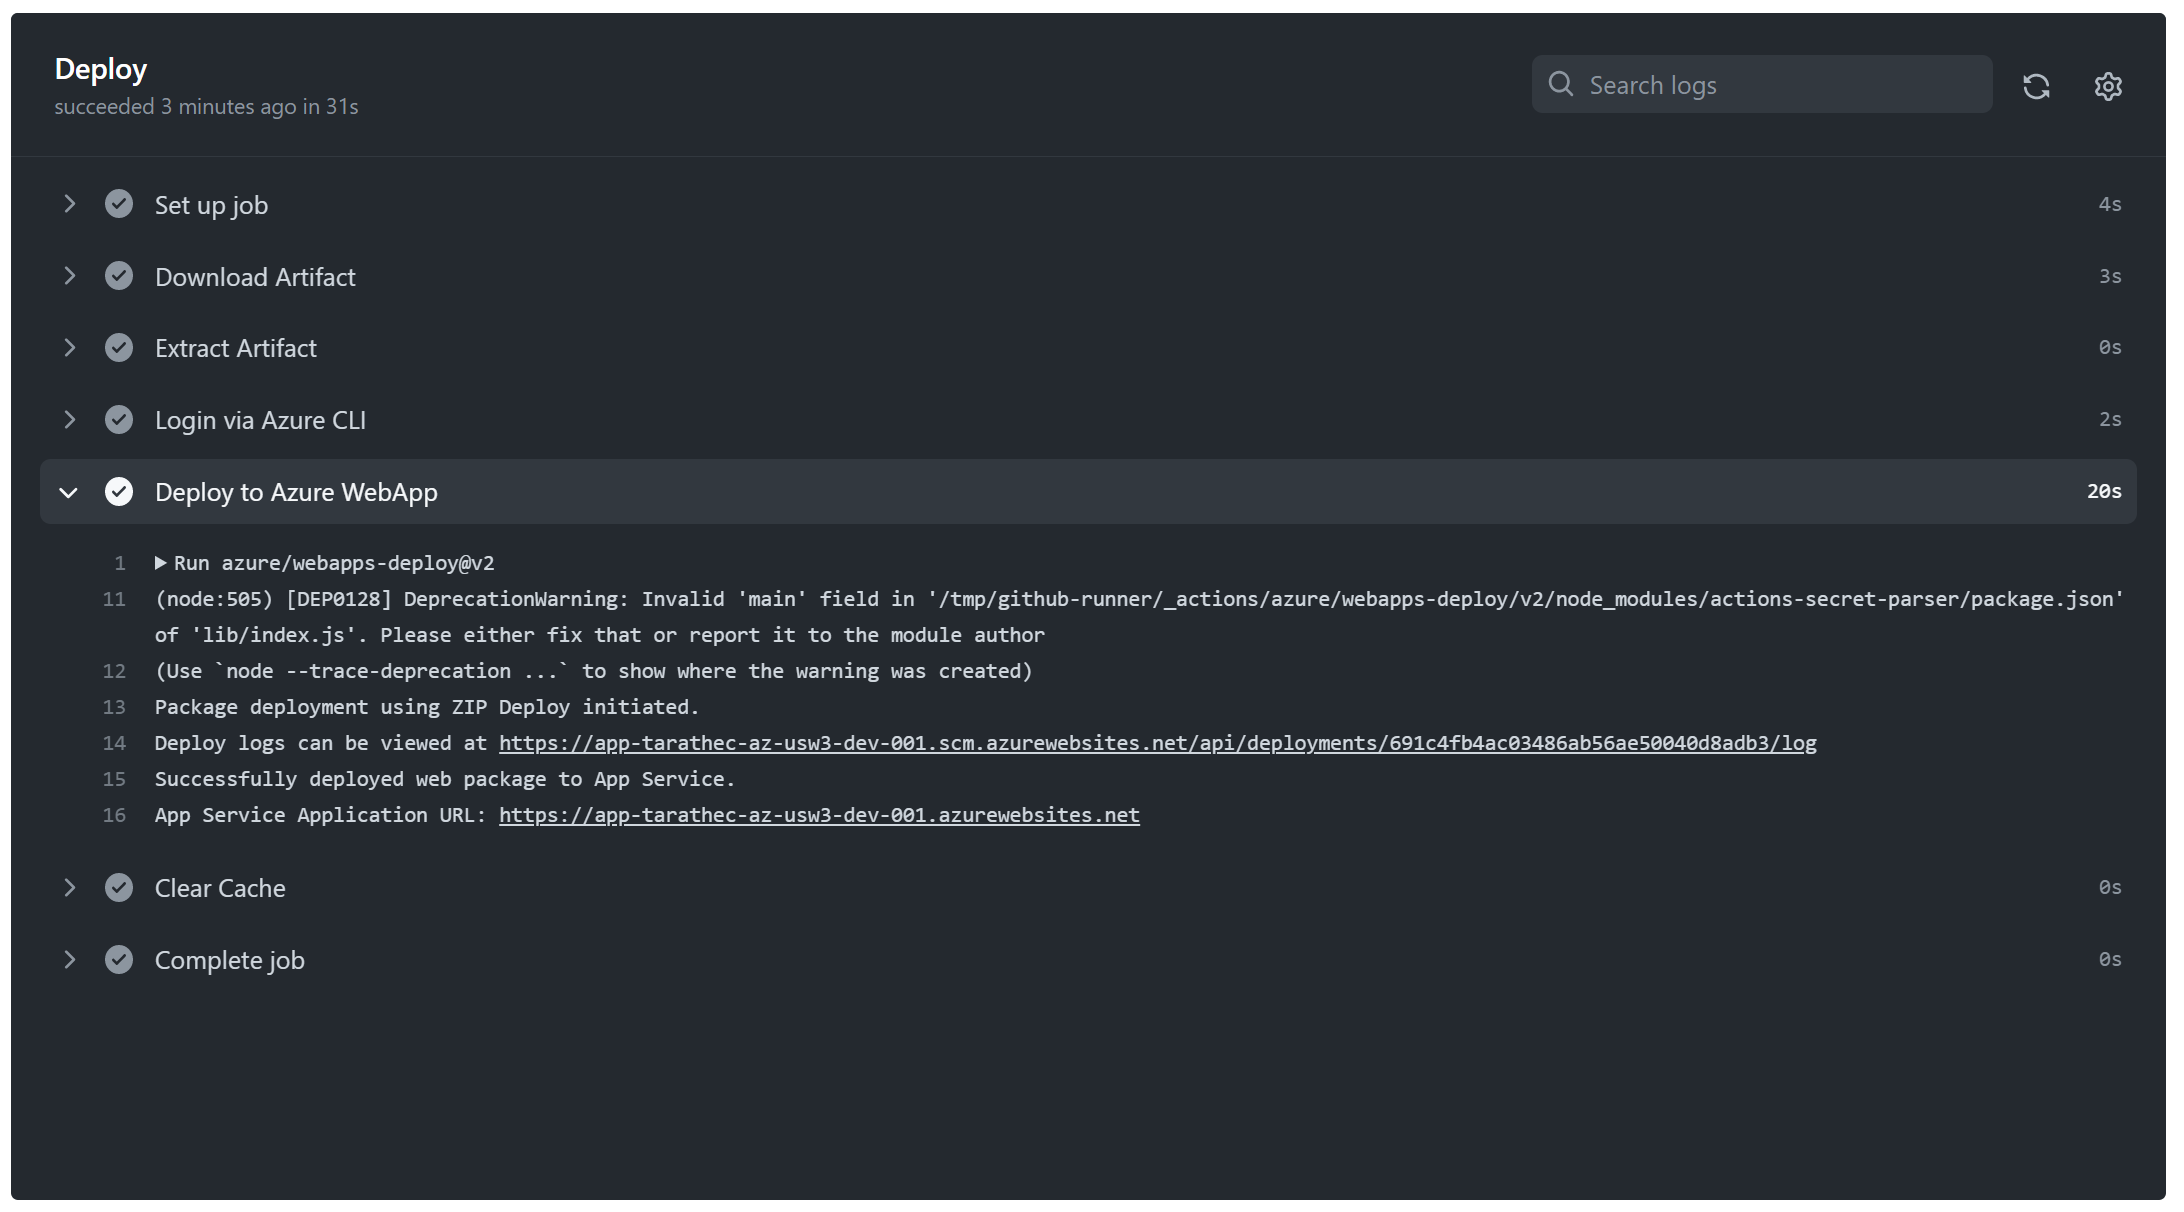 Deploy
succeeded 3 minutes ago in 31s
Search logs
Set up job 4s
Download Artifact 3s
Extract Artifact 0s
Login via Azure CLI 2s
Deploy to Azure WebApp 20s
1 Run azure/webapps-deploy@v2
11 (node:505) [DEP0128] DeprecationWarning: Invalid 'main' field in '/tmp/github-runner/_actions/azure/webapps-deploy/v2/node_modules/actions-secret-parser/package.json'
of 'lib/index.js'. Please either fix that or report it to the module author
12 (Use `node --trace-deprecation ...` to show where the warning was created)
13 Package deployment using ZIP Deploy initiated.
14 Deploy logs can be viewed at https://app-tarathec-az-usw3-dev-001.scm.azurewebsites.net/api/deployments/691c4fb4ac03486ab56ae50040d8adb3/log
15 Successfully deployed web package to App Service.
16 App Service Application URL: https://app-tarathec-az-usw3-dev-001.azurewebsites.net
Clear Cache 0s
Complete job 0s